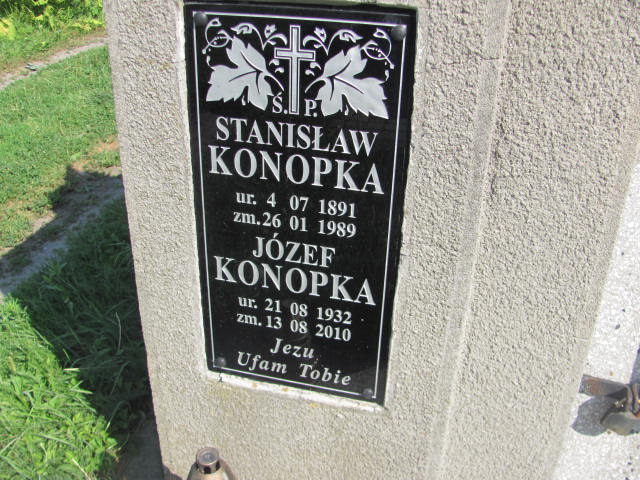 Ś. P.
STANISŁAW
KONOPKA
ur. 4 07 1891
zm. 26 01 1989
JÓZEF
KONOPKA
ur. 21 08 1932
zm. 13 08 2010
Jezu
Ufam Tobie